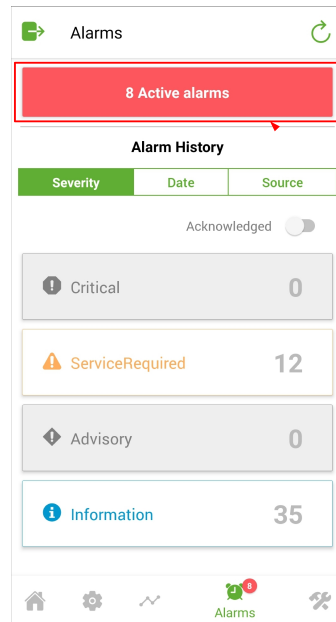 Alarms
8 Active alarms
Alarm History
Severity Date Source
Acknowledged
Critical 0
ServiceRequired 12
Advisory 0
Information 35
8
Alarms